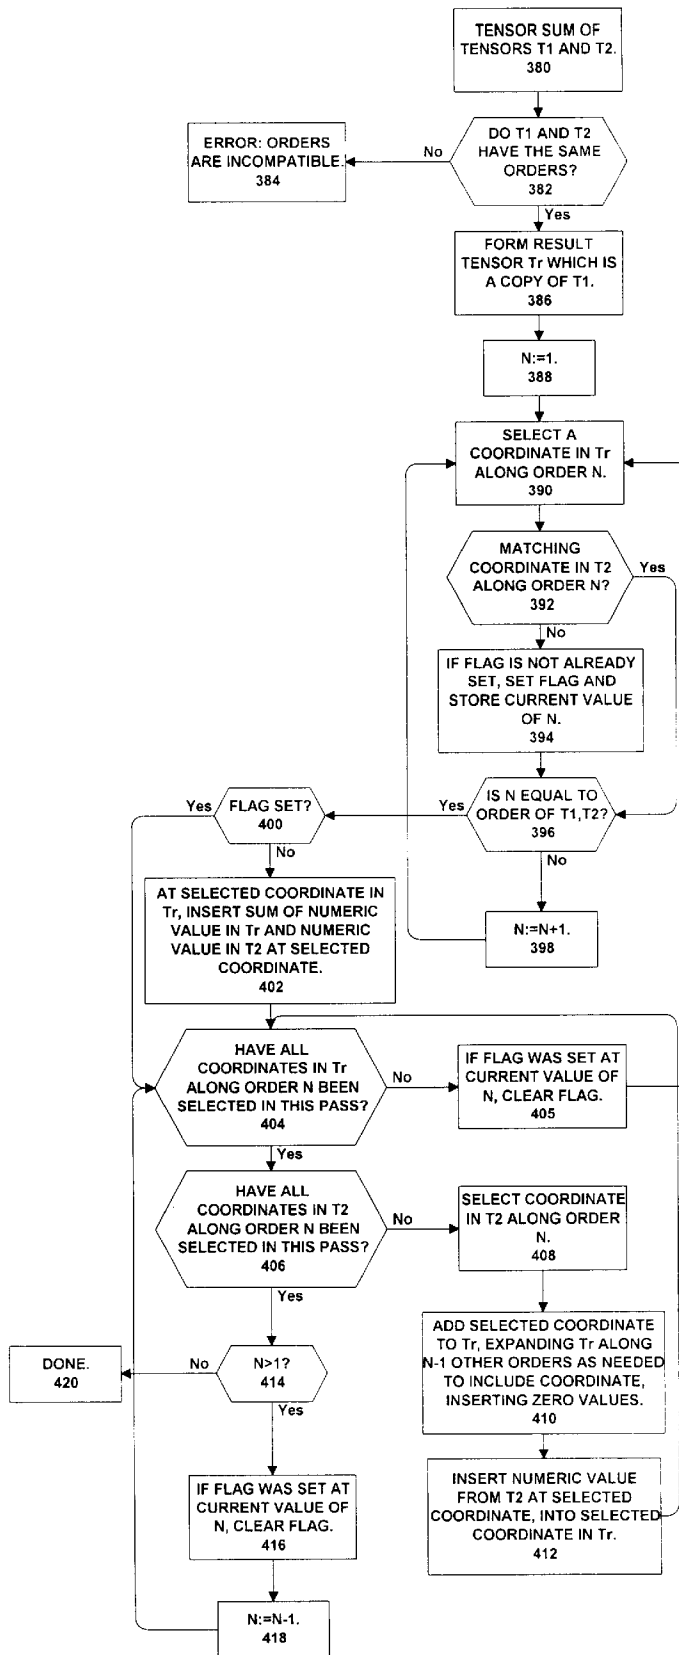 TENSOR SUM OF
TENSORS T1 AND T2.
380
DO T1 AND T2
HAVE THE SAME
ORDERS?
382
No
ERROR: ORDERS
ARE INCOMPATIBLE.
384
Yes
FORM RESULT
TENSOR Tr WHICH IS
A COPY OF T1.
386
N:=1.
388
SELECT A
COORDINATE IN Tr
ALONG ORDER N.
390
MATCHING
COORDINATE IN T2
ALONG ORDER N?
392
Yes
No
IF FLAG IS NOT ALREADY
SET, SET FLAG AND
STORE CURRENT VALUE
OF N.
394
IS N EQUAL TO
ORDER OF T1,T2?
396
Yes
FLAG SET?
400
Yes
No
No
N:=N+1.
398
AT SELECTED COORDINATE IN
Tr, INSERT SUM OF NUMERIC
VALUE IN Tr AND NUMERIC
VALUE IN T2 AT SELECTED
COORDINATE.
402
HAVE ALL
COORDINATES IN Tr
ALONG ORDER N BEEN
SELECTED IN THIS PASS?
404
No
IF FLAG WAS SET AT
CURRENT VALUE OF
N, CLEAR FLAG.
405
Yes
HAVE ALL
COORDINATES IN T2
ALONG ORDER N BEEN
SELECTED IN THIS PASS?
406
No
SELECT COORDINATE
IN T2 ALONG ORDER
N.
408
Yes
ADD SELECTED COORDINATE
TO Tr, EXPANDING Tr ALONG
N-1 OTHER ORDERS AS NEEDED
TO INCLUDE COORDINATE,
INSERTING ZERO VALUES.
410
N>1?
414
No
DONE.
420
Yes
INSERT NUMERIC VALUE
FROM T2 AT SELECTED
COORDINATE, INTO SELECTED
COORDINATE IN Tr.
412
IF FLAG WAS SET AT
CURRENT VALUE OF
N, CLEAR FLAG.
416
N:=N-1.
418